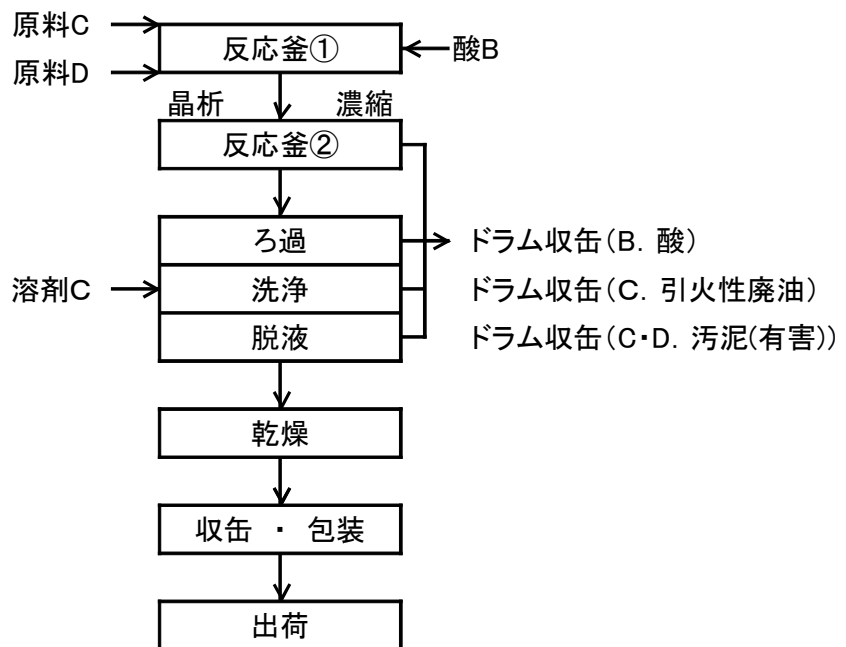 原料C
反応釜①
酸B
原料D
晶析 濃縮
反応釜②
ろ過
ドラム収缶(B. 酸)
溶剤C
洗浄
ドラム収缶(C. 引火性廃油)
脱液
ドラム収缶(C・D. 汚泥(有害))
乾燥
収缶 ・ 包装
出荷